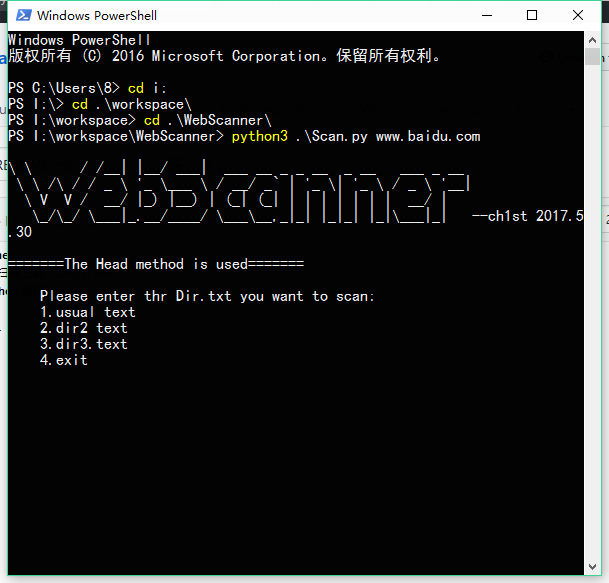 Windows PowerShell
Windows PowerShell
版权所有 (C) 2016 Microsoft Corporation。保留所有权利。
PS C:\Users\8> cd i:
PS I:\> cd .\workspace\
PS I:\workspace> cd .\WebScanner\
PS I:\workspace\WebScanner> python3 .\Scan.py www.baidu.com
WebScanner
--ch1st 2017.5
.30
=======The Head method is used=======
Please enter thr Dir.txt you want to scan:
1.usual text
2.dir2 text
3.dir3.text
4.exit